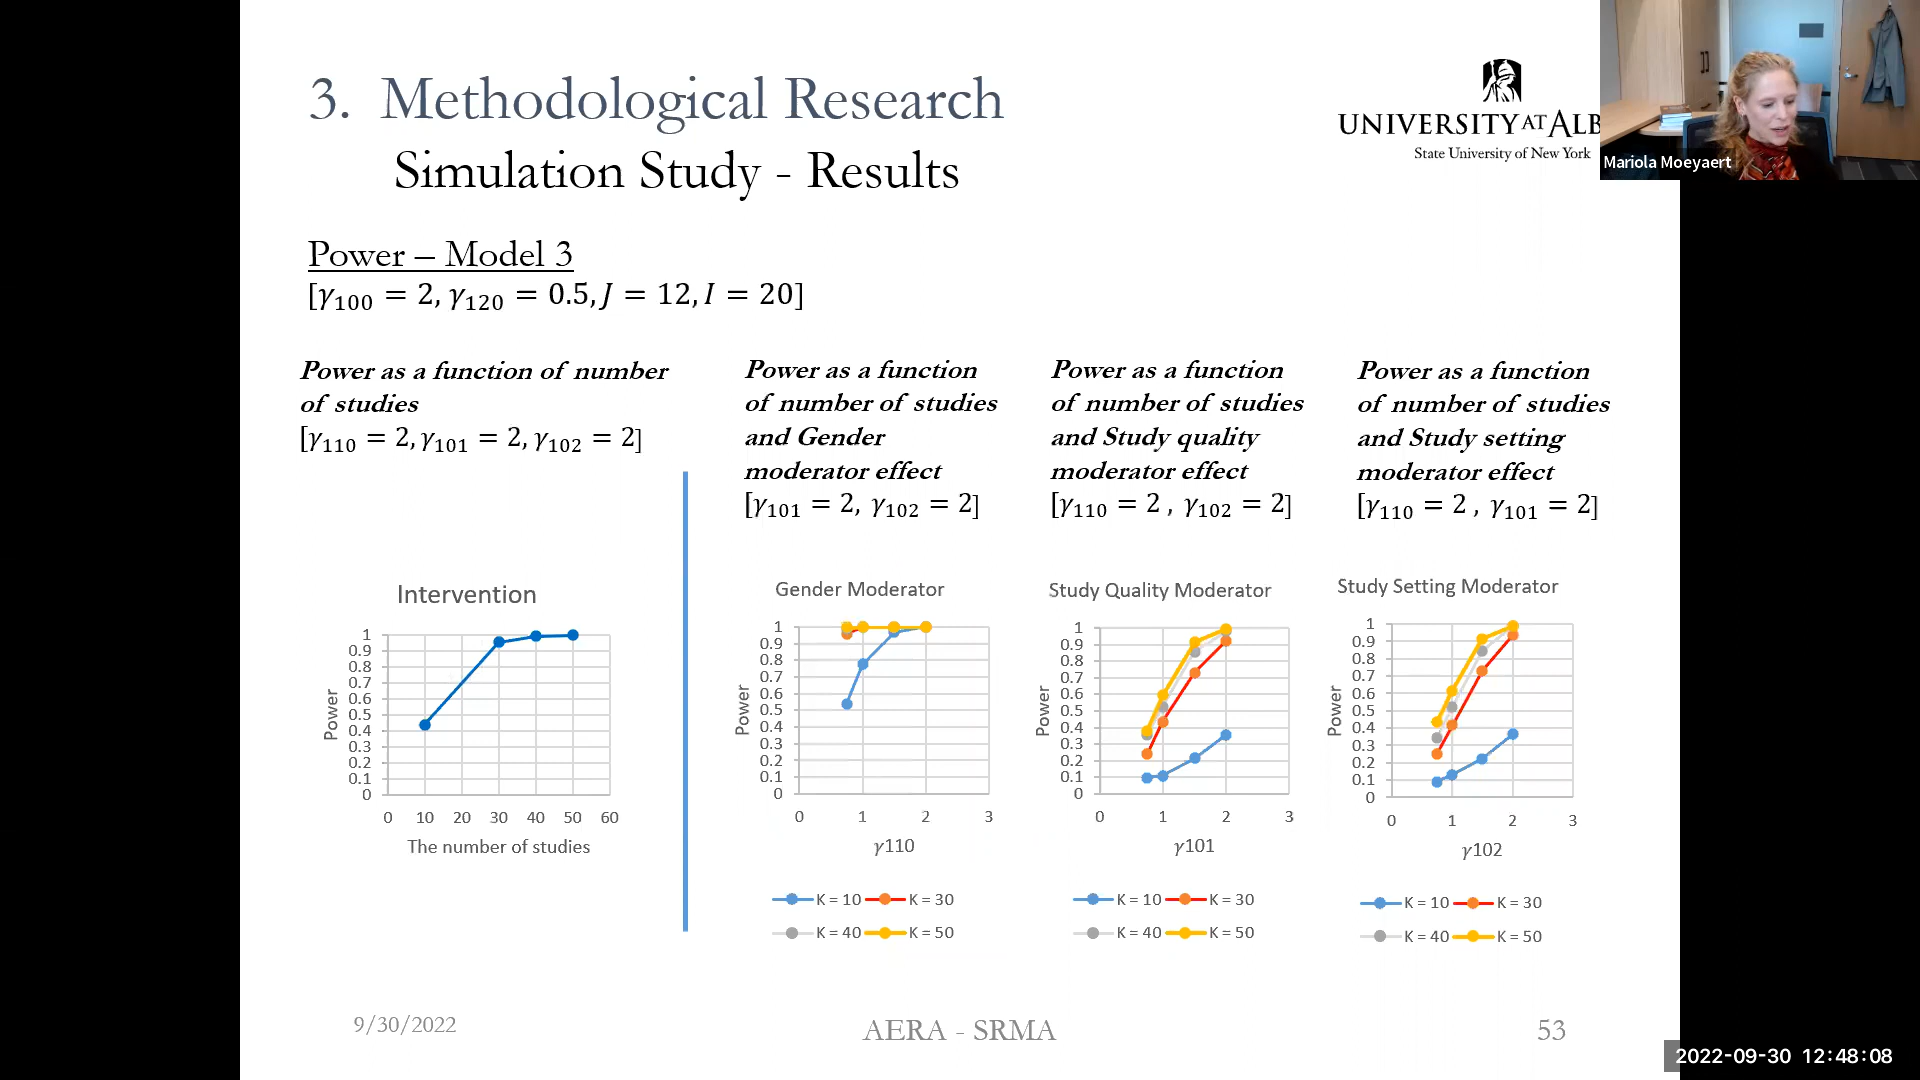 3. Methodological Research
Simulation Study - Results
UNIVERSITY AT ALB
State University of New York
Mariola Moeyaert
Power – Model 3
[γ100 = 2, γ120 = 0.5, J = 12, I = 20]
Power as a function of number
of studies
[γ110 = 2, γ101 = 2, γ102 = 2]
Power as a function
of number of studies
and Gender
moderator effect
[γ101 = 2, γ102 = 2]
Power as a function
of number of studies
and Study quality
moderator effect
[γ110 = 2 , γ102 = 2]
Power as a function
of number of studies
and Study setting
moderator effect
[γ110 = 2 , γ101 = 2]
Intervention
Power
1
0.9
0.8
0.7
0.6
0.5
0.4
0.3
0.2
0.1
0
0 10 20 30 40 50 60
The number of studies
Gender Moderator
Power
1
0.9
0.8
0.7
0.6
0.5
0.4
0.3
0.2
0.1
0
0 1 2 3
γ110
K = 10 K = 30
K = 40 K = 50
Study Quality Moderator
Power
1
0.9
0.8
0.7
0.6
0.5
0.4
0.3
0.2
0.1
0
0 1 2 3
γ101
K = 10 K = 30
K = 40 K = 50
Study Setting Moderator
Power
1
0.9
0.8
0.7
0.6
0.5
0.4
0.3
0.2
0.1
0
0 1 2 3
γ102
K = 10 K = 30
K = 40 K = 50
9/30/2022
AERA - SRMA
53
2022-09-30 12:48:08